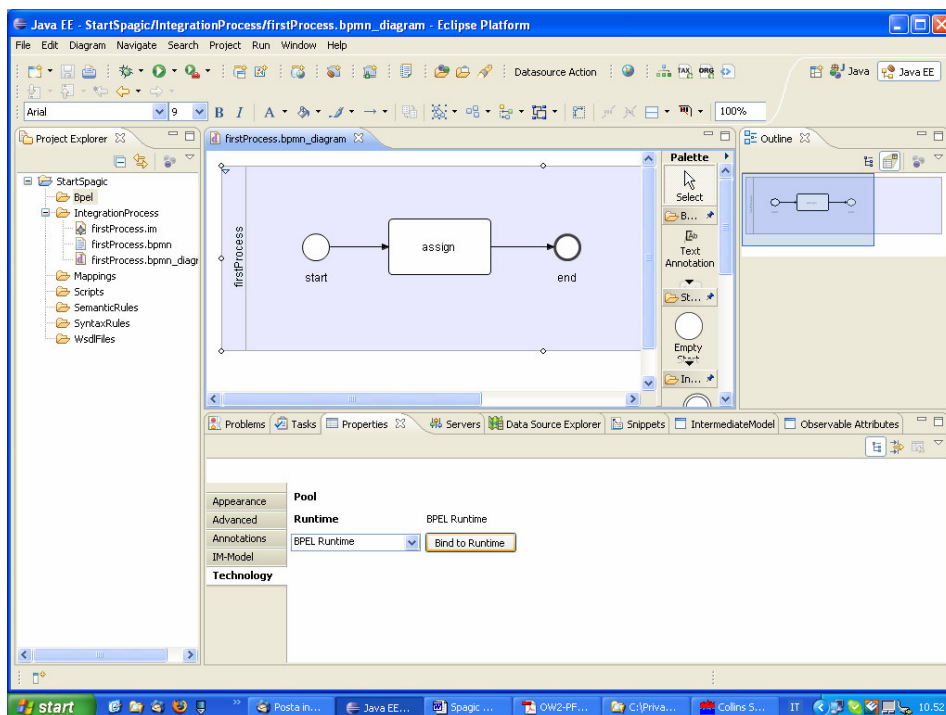 Java EE - StartSpagic/IntegrationProcess/firstProcess.bpmn_diagram - Eclipse Platform
File Edit Diagram Navigate Search Project Run Window Help
Datasource Action TAX ORG Java Java EE
Arial 9 B I A 100%
Project Explorer
firstProcess.bpmn_diagram
Outline
StartSpagic
Bpel
IntegrationProcess
firstProcess.im
firstProcess.bpmn
firstProcess.bpmn_diagr
Mappings
Scripts
SemanticRules
SyntaxRules
WsdlFiles
firstProcess
start
assign
end
Palette
Select
B...
Text
Annotation
St...
Empty
In...
Problems Tasks Properties Servers Data Source Explorer Snippets IntermediateModel Observable Attributes
Appearance
Advanced
Annotations
IM-Model
Technology
Pool
Runtime BPEL Runtime
BPEL Runtime Bind to Runtime
start Posta in... Java EE... Spagic ... OW2-PF... C:\Priva... Collins S... IT 10.52